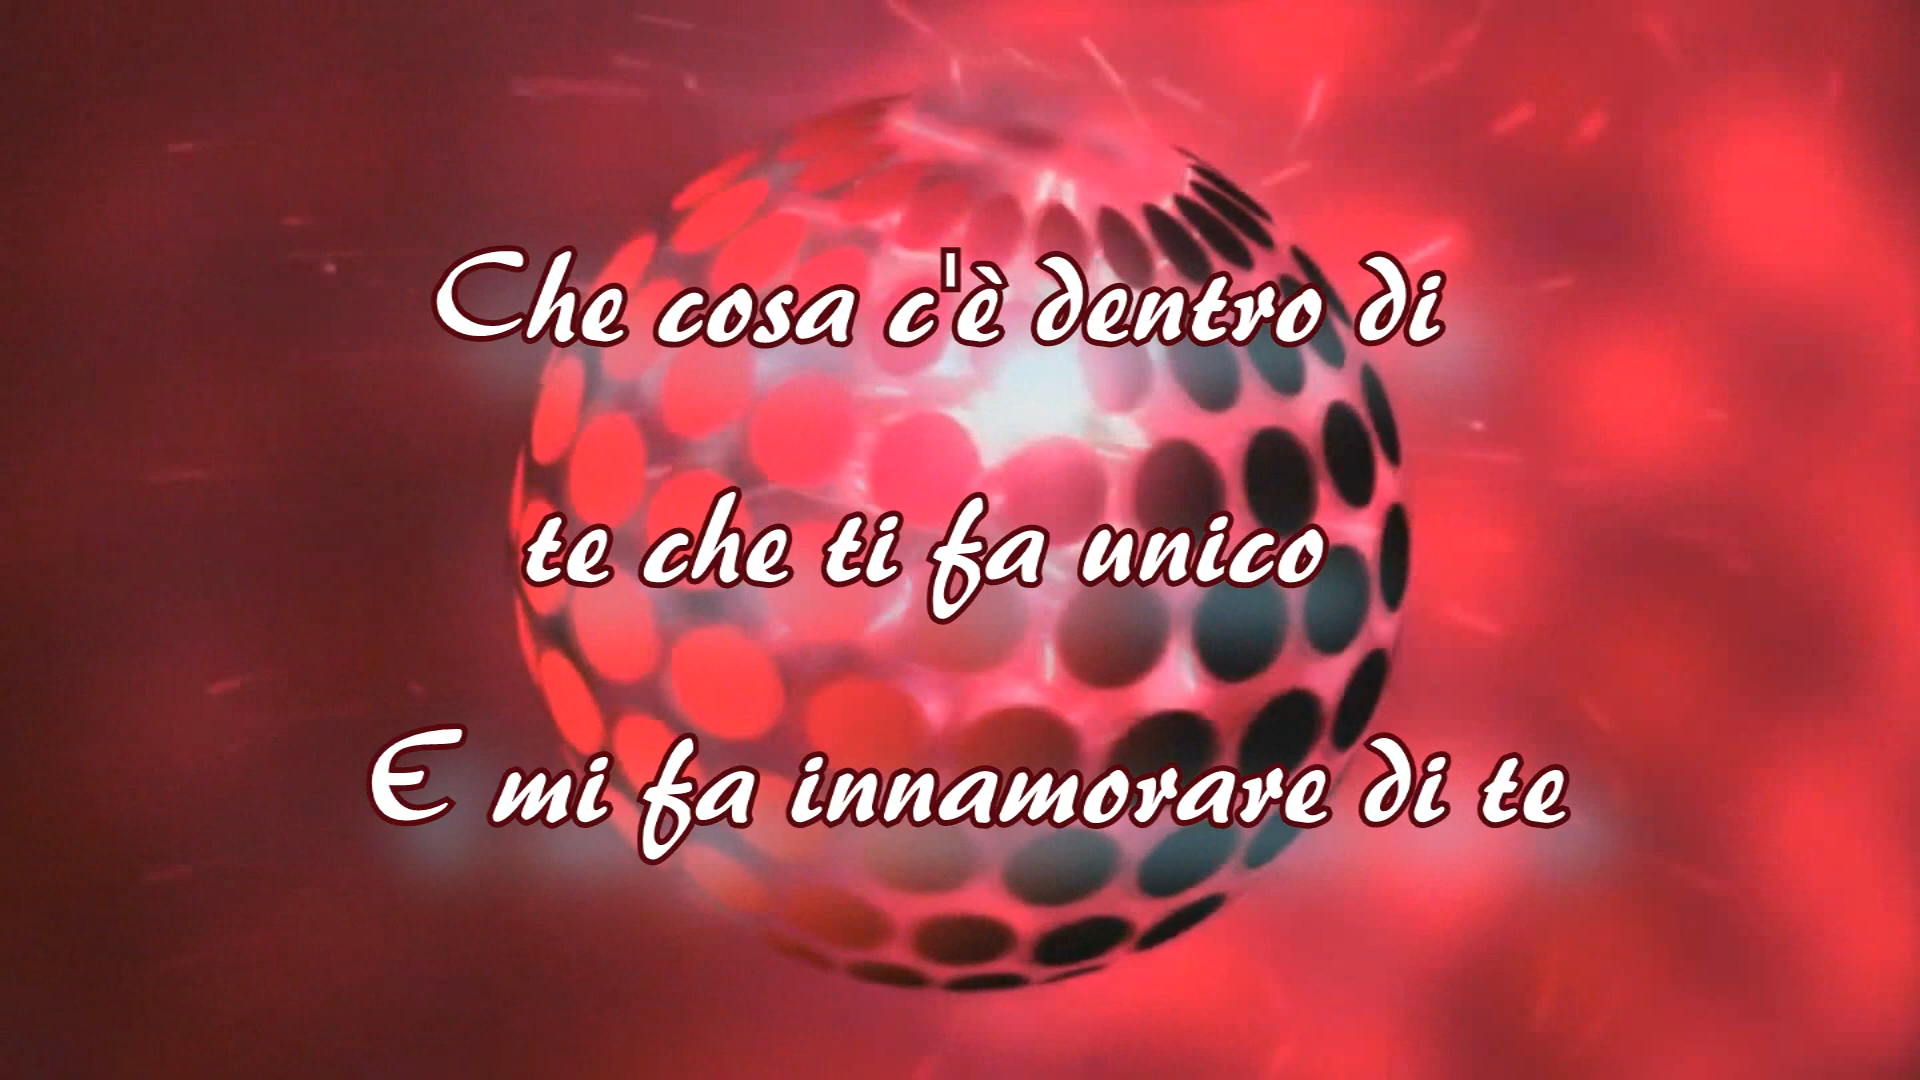 Che cosa c'è dentro di
te che ti fa unico
E mi fa innamorare di te